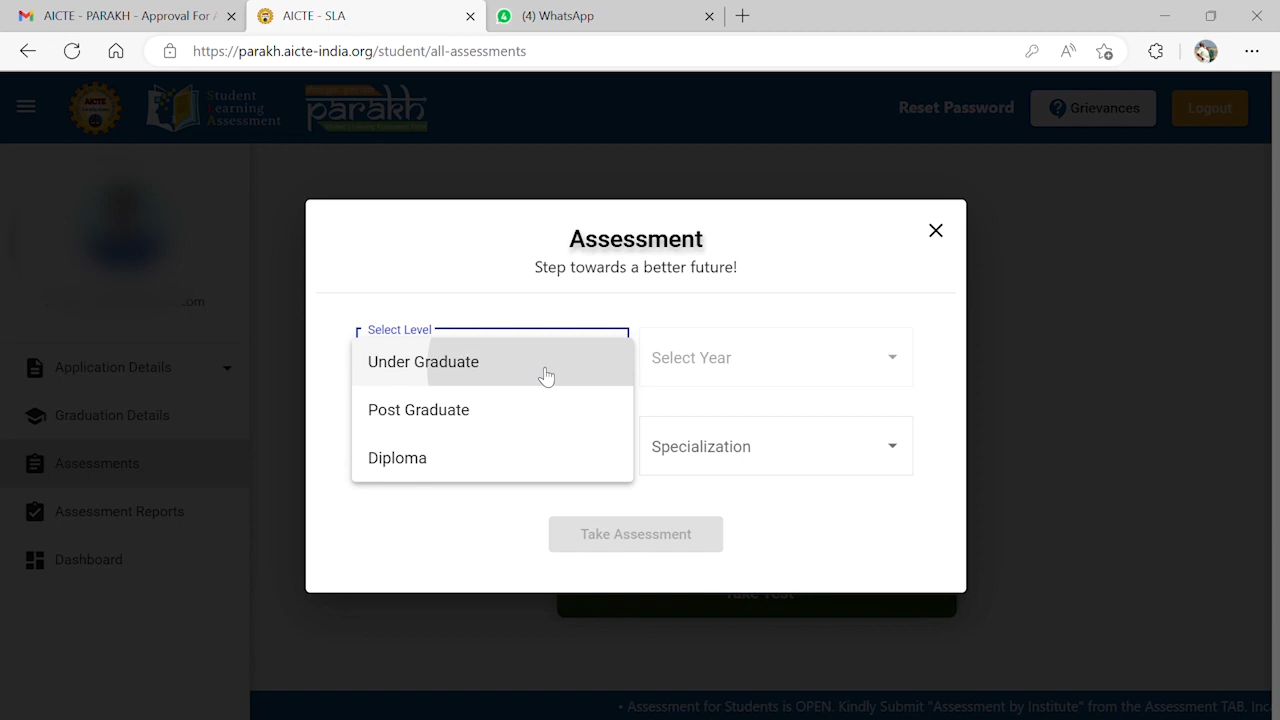 AICTE - PARAKH - Approval For A
AICTE - SLA
(4) WhatsApp
https://parakh.aicte-india.org/student/all-assessments
AICTE
Student
Learning
Assessment
parakh
Reset Password
Grievances
Logout
.com
Application Details
Graduation Details
Assessments
Assessment Reports
Dashboard
Assessment
Step towards a better future!
Select Level
Under Graduate
Post Graduate
Diploma
Select Year
Specialization
Take Assessment
Take Test
• Assessment for Students is OPEN. Kindly Submit "Assessment by Institute" from the Assessment TAB. Inca